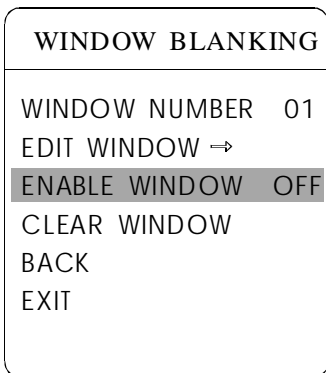 WINDOW BLANKING
WINDOW NUMBER 01
EDIT WINDOW ⇒
ENABLE WINDOW OFF
CLEAR WINDOW
BACK
EXIT